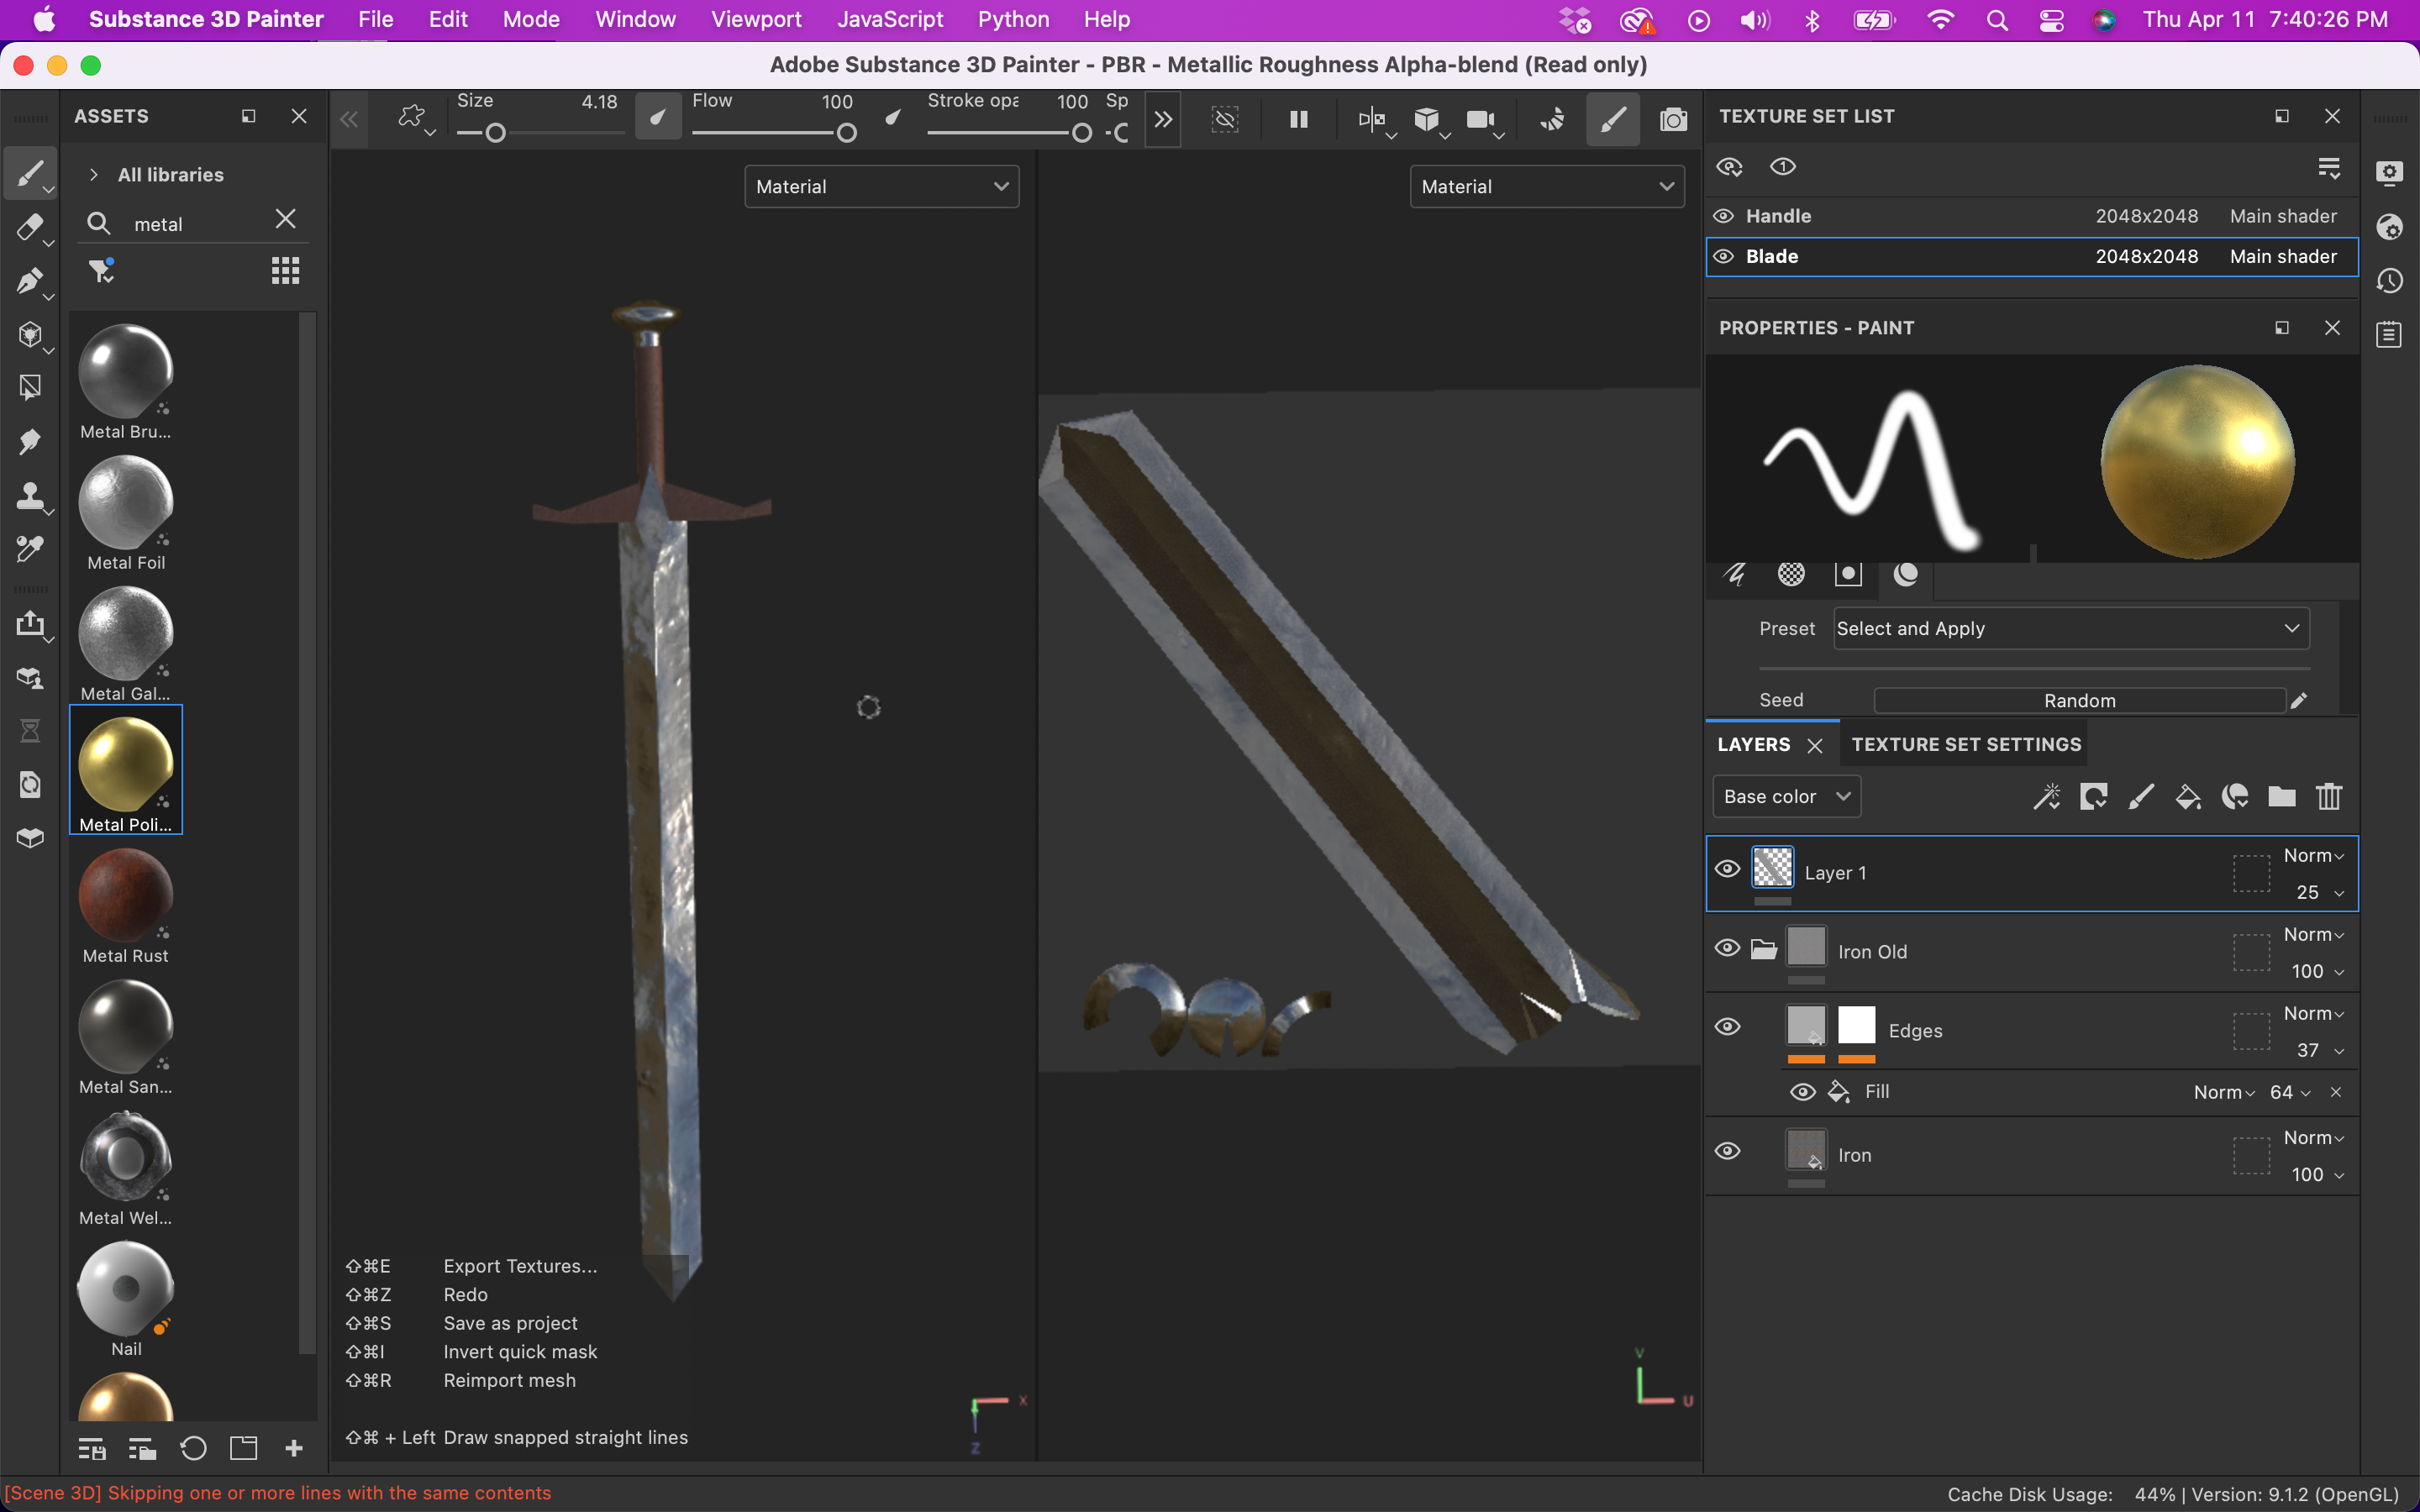 Substance 3D Painter File Edit Mode Window Viewport JavaScript Python Help Thu Apr 11 7:40:26 PM
Adobe Substance 3D Painter - PBR - Metallic Roughness Alpha-blend (Read only)
ASSETS
All libraries
metal
Metal Bru...
Metal Foil
Metal Gal...
Metal Poli...
Metal Rust
Metal San...
Metal Wel...
Nail
Size 4.18 Flow 100 Stroke opa 100 Sp
Material
Material
⇧⌘E Export Textures...
⇧⌘Z Redo
⇧⌘S Save as project
⇧⌘I Invert quick mask
⇧⌘R Reimport mesh
⇧⌘ + Left Draw snapped straight lines
X
Z
V
U
TEXTURE SET LIST
1
Handle 2048x2048 Main shader
Blade 2048x2048 Main shader
PROPERTIES - PAINT
Preset Select and Apply
Seed Random
LAYERS TEXTURE SET SETTINGS
Base color
Layer 1 Norm 25
Iron Old Norm 100
Edges Norm 37
Fill Norm 64
Iron Norm 100
[Scene 3D] Skipping one or more lines with the same contents
Cache Disk Usage: 44% | Version: 9.1.2 (OpenGL)